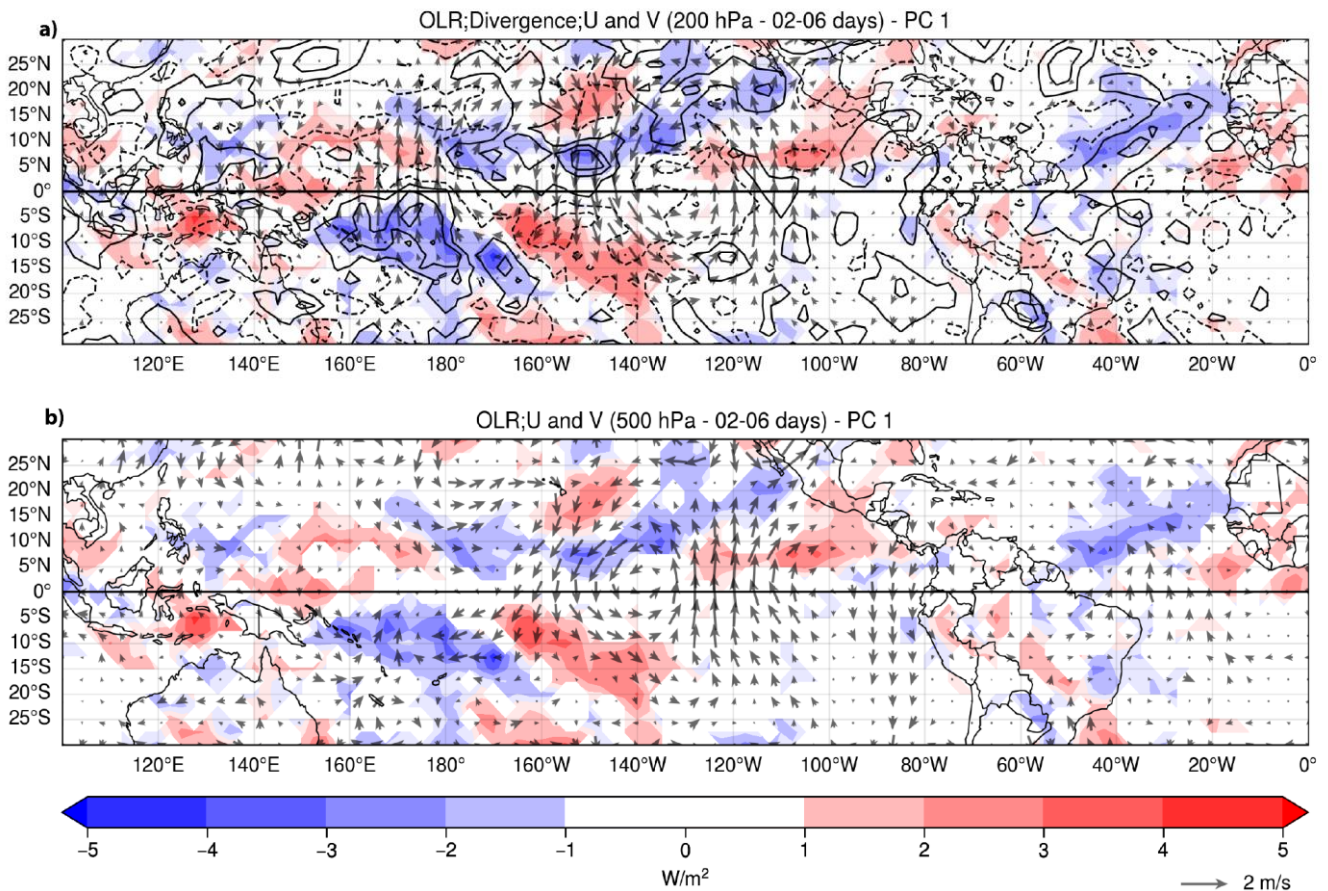 OLR;Divergence;U and V (200 hPa - 02-06 days) - PC 1
a)
25°N
20°N
15°N
10°N
5°N
0°
5°S
10°S
15°S
20°S
25°S
120°E 140°E 160°E 180° 160°W 140°W 120°W 100°W 80°W 60°W 40°W 20°W 0°
b)
OLR;U and V (500 hPa - 02-06 days) - PC 1
25°N
20°N
15°N
10°N
5°N
0°
5°S
10°S
15°S
20°S
25°S
120°E 140°E 160°E 180° 160°W 140°W 120°W 100°W 80°W 60°W 40°W 20°W 0°
−5 −4 −3 −2 −1 0 1 2 3 4 5
W/m²
2 m/s